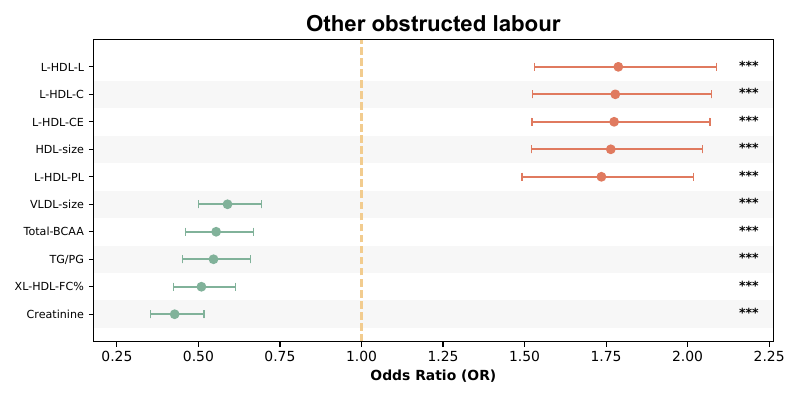 Other obstructed labour
L-HDL-L ***
L-HDL-C ***
L-HDL-CE ***
HDL-size ***
L-HDL-PL ***
VLDL-size ***
Total-BCAA ***
TG/PG ***
XL-HDL-FC% ***
Creatinine ***
0.25 0.50 0.75 1.00 1.25 1.50 1.75 2.00 2.25
Odds Ratio (OR)